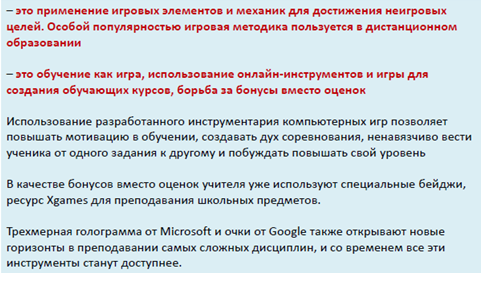 – это применение игровых элементов и механик для достижения неигровых
целей. Особой популярностью игровая методика пользуется в дистанционном
образовании
– это обучение как игра, использование онлайн-инструментов и игры для
создания обучающих курсов, борьба за бонусы вместо оценок
Использование разработанного инструментария компьютерных игр позволяет
повышать мотивацию в обучении, создавать дух соревнования, ненавязчиво вести
ученика от одного задания к другому и побуждать повышать свой уровень
В качестве бонусов вместо оценок учителя уже используют специальные бейджи,
ресурс Xgames для преподавания школьных предметов.
Трехмерная голограмма от Microsoft и очки от Google также открывают новые
горизонты в преподавании самых сложных дисциплин, и со временем все эти
инструменты станут доступнее.